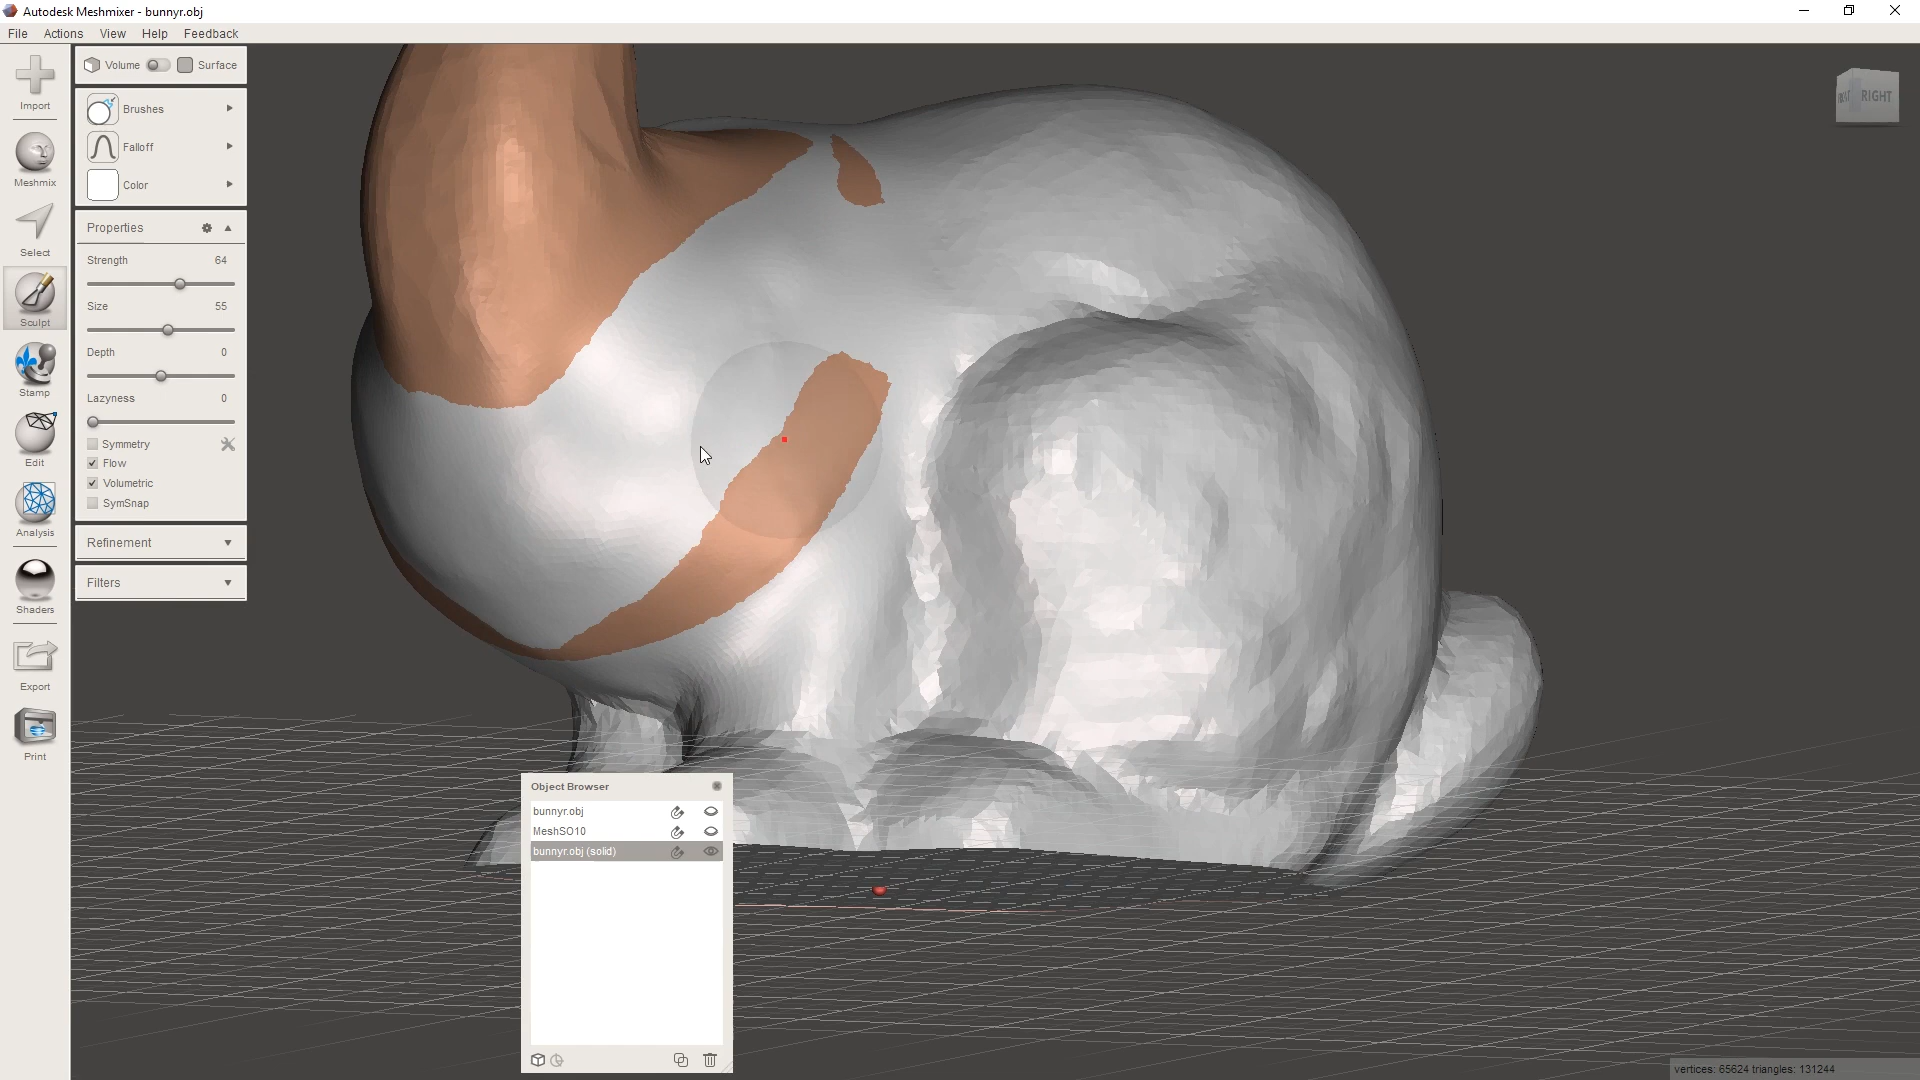 Autodesk Meshmixer - bunnyr.obj
File Actions View Help Feedback
Import
Meshmix
Select
Sculpt
Stamp
Edit
Analysis
Shaders
Export
Print
Volume Surface
Brushes
Falloff
Color
Properties
Strength 64
Size 55
Depth 0
Lazyness 0
Symmetry
Flow
Volumetric
SymSnap
Refinement
Filters
RIGHT
Object Browser
bunnyr.obj
MeshSO10
bunnyr.obj (solid)
vertices: 65624 triangles: 131244